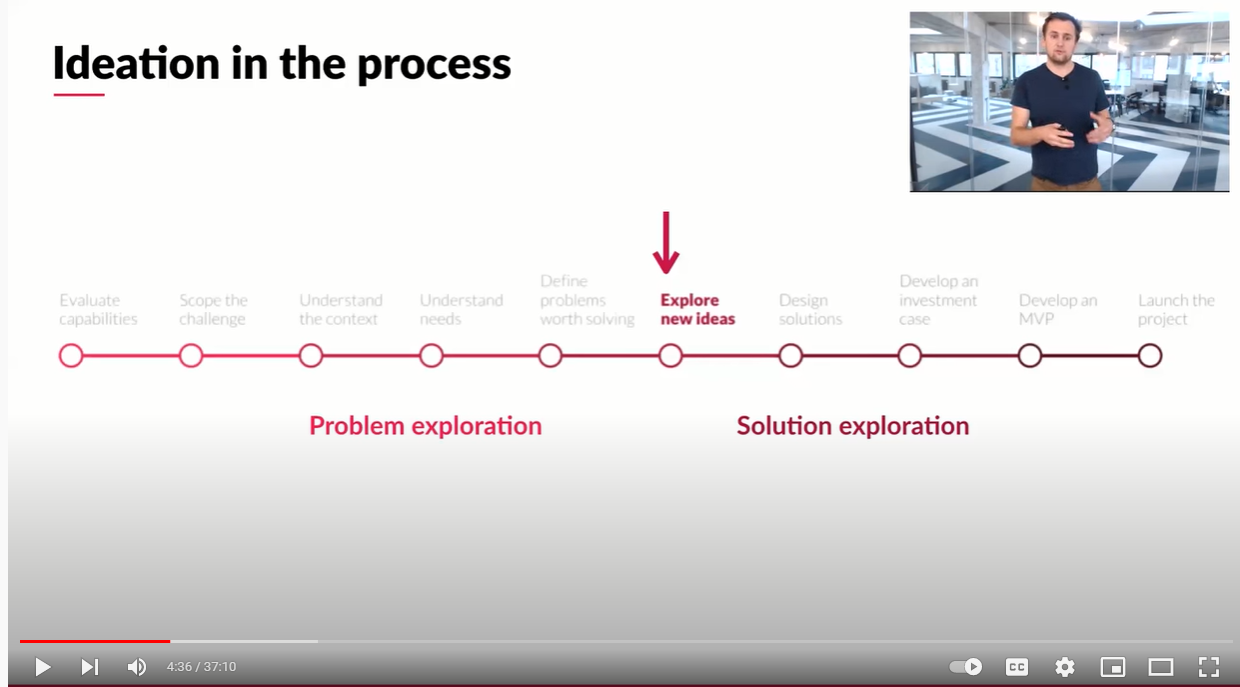 Ideation in the process
Evaluate
capabilities
Scope the
challenge
Understand
the context
Understand
needs
Define
problems
worth solving
Explore
new ideas
Design
solutions
Develop an
investment
case
Develop an
MVP
Launch the
project
Problem exploration
Solution exploration
4:36 / 37:10
CC